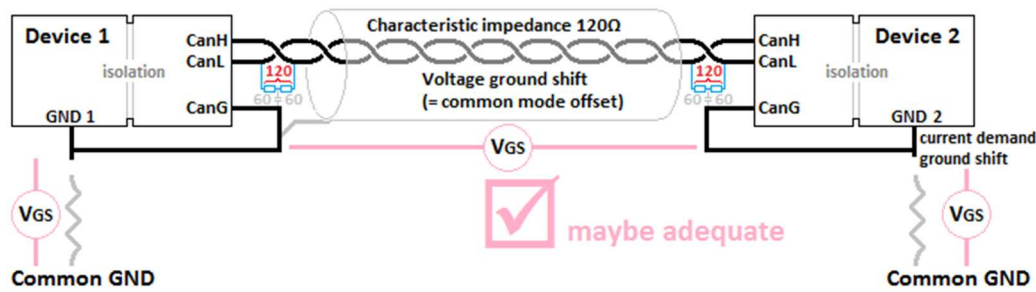 Characteristic impedance 120Ω
Device 1
CanH
CanL
isolation
CanG
GND 1
120
60 60
Voltage ground shift
(= common mode offset)
120
60 60
CanH
CanL
CanG
Device 2
isolation
GND 2
current demand
ground shift
VGS
VGS
VGS
maybe adequate
Common GND
Common GND